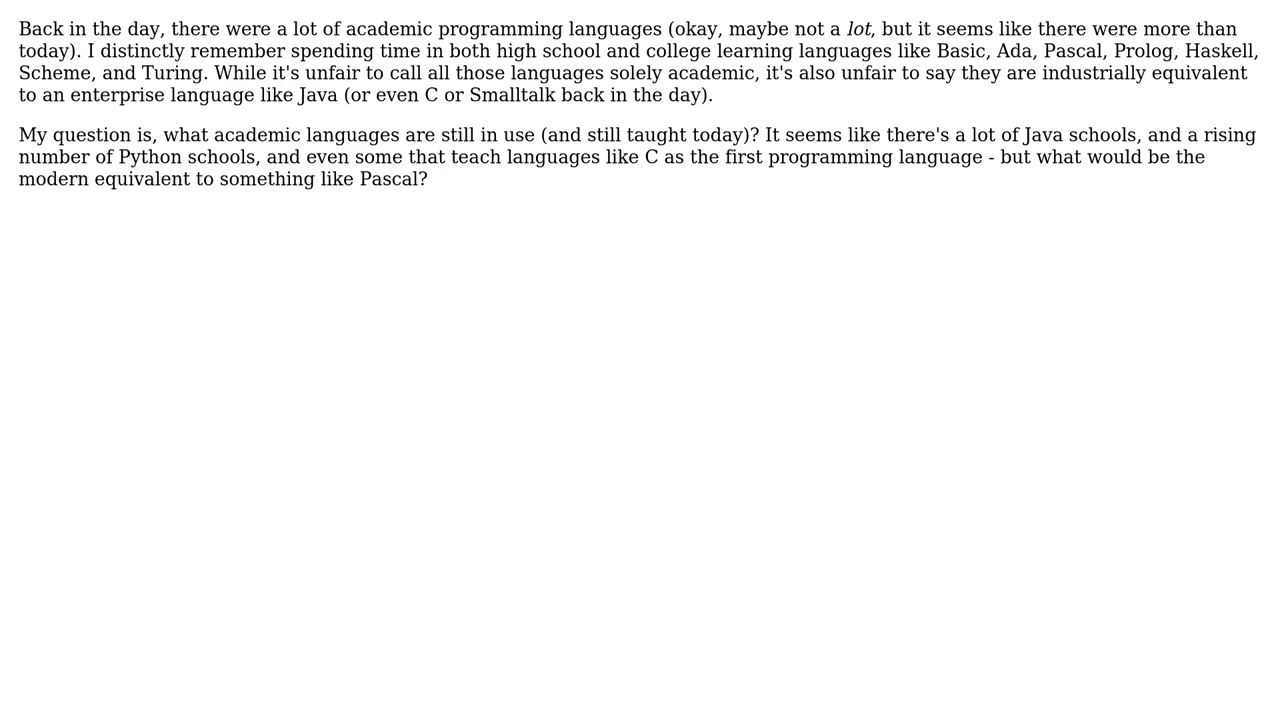 Back in the day, there were a lot of academic programming languages (okay, maybe not a lot, but it seems like there were more than
today). I distinctly remember spending time in both high school and college learning languages like Basic, Ada, Pascal, Prolog, Haskell,
Scheme, and Turing. While it's unfair to call all those languages solely academic, it's also unfair to say they are industrially equivalent
to an enterprise language like Java (or even C or Smalltalk back in the day).
My question is, what academic languages are still in use (and still taught today)? It seems like there's a lot of Java schools, and a rising
number of Python schools, and even some that teach languages like C as the first programming language - but what would be the
modern equivalent to something like Pascal?